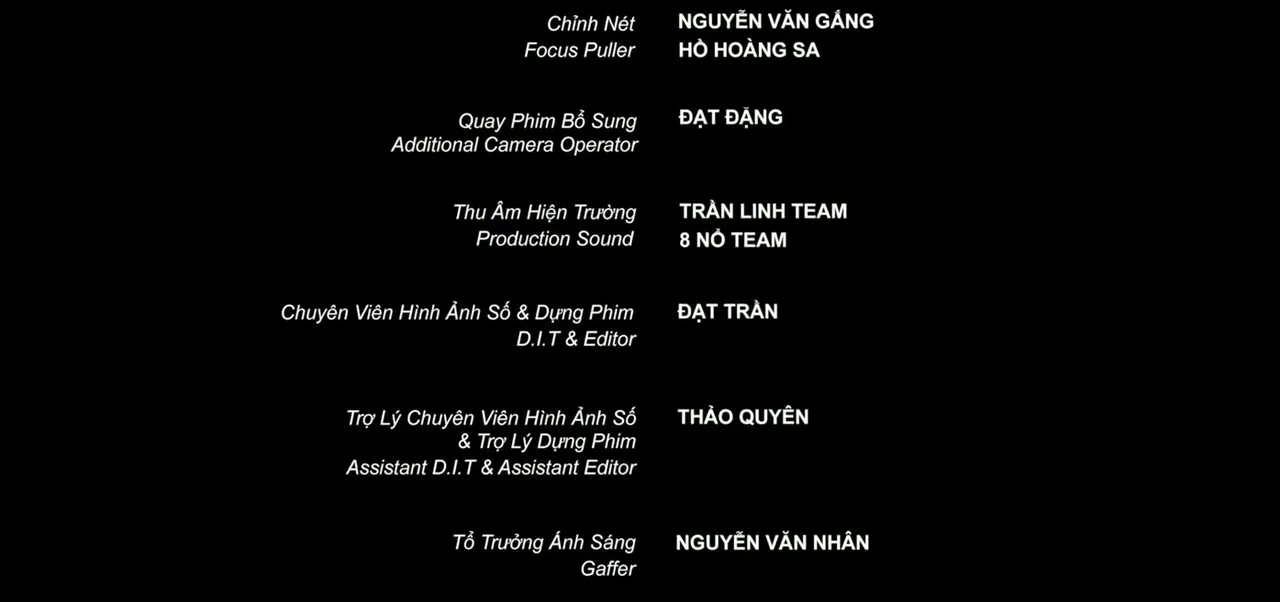 Chỉnh Nét NGUYỄN VĂN GẮNG
Focus Puller HỒ HOÀNG SA
Quay Phim Bổ Sung ĐẠT ĐẶNG
Additional Camera Operator
Thu Âm Hiện Trường TRẦN LINH TEAM
Production Sound 8 NỔ TEAM
Chuyên Viên Hình Ảnh Số & Dựng Phim ĐẠT TRẦN
D.I.T & Editor
Trợ Lý Chuyên Viên Hình Ảnh Số THẢO QUYÊN
& Trợ Lý Dựng Phim
Assistant D.I.T & Assistant Editor
Tổ Trưởng Ánh Sáng NGUYỄN VĂN NHÂN
Gaffer